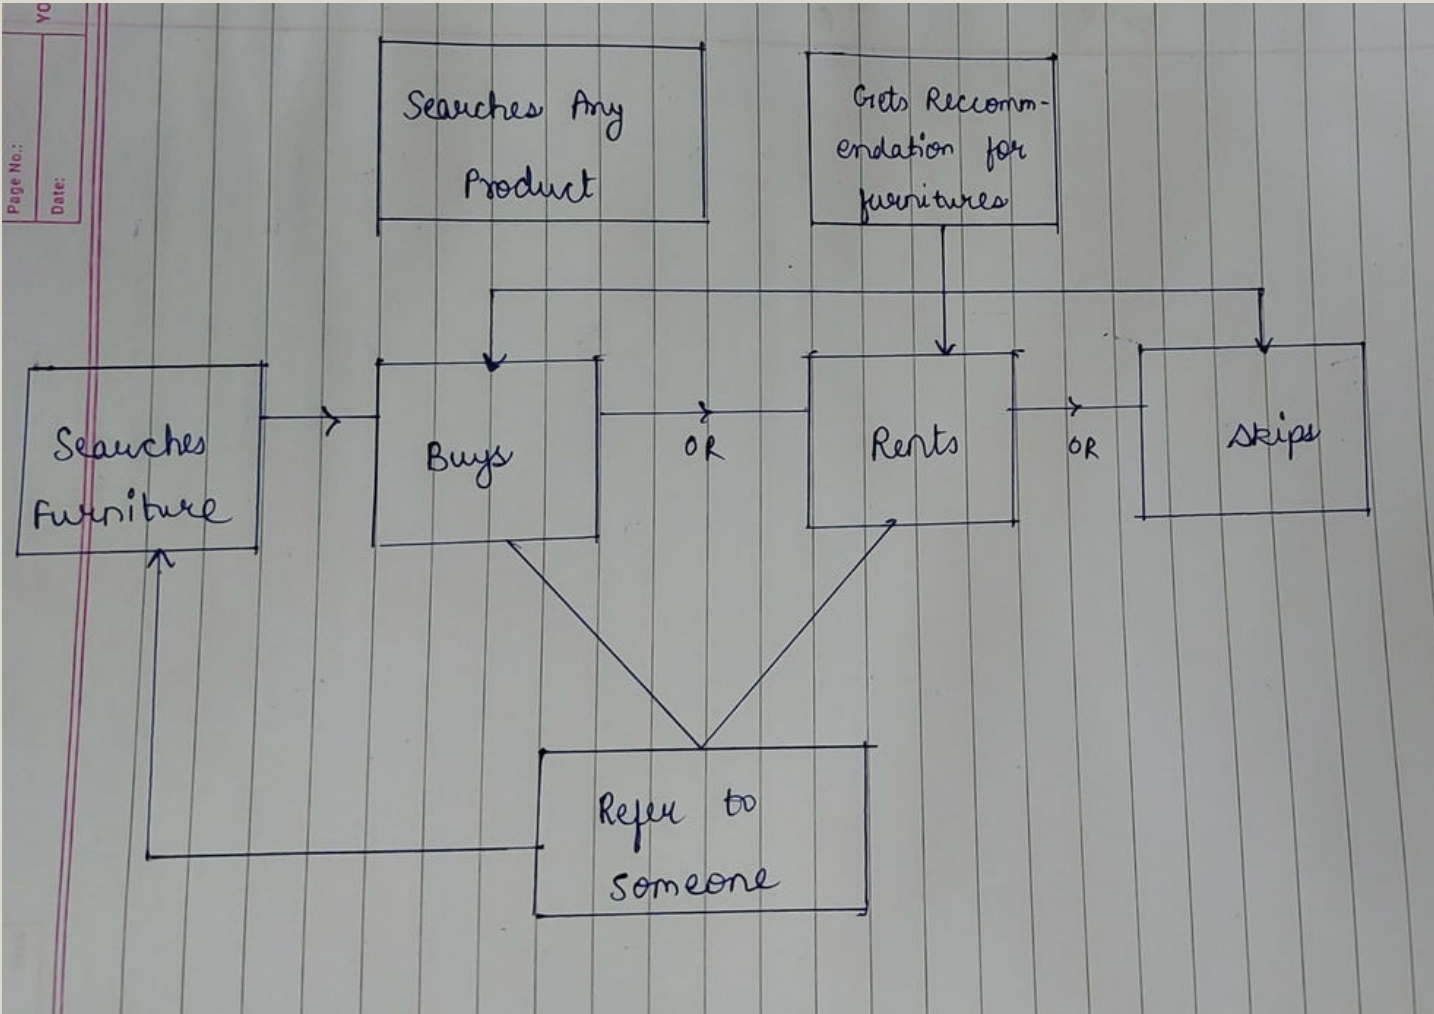 YO
Page No.:
Date:
Searches Any
Product
Gets Reccomm-
endation for
furnitures
Searches
Furniture
Buys
OR
Rents
OR
Skips
Refer to
Someone